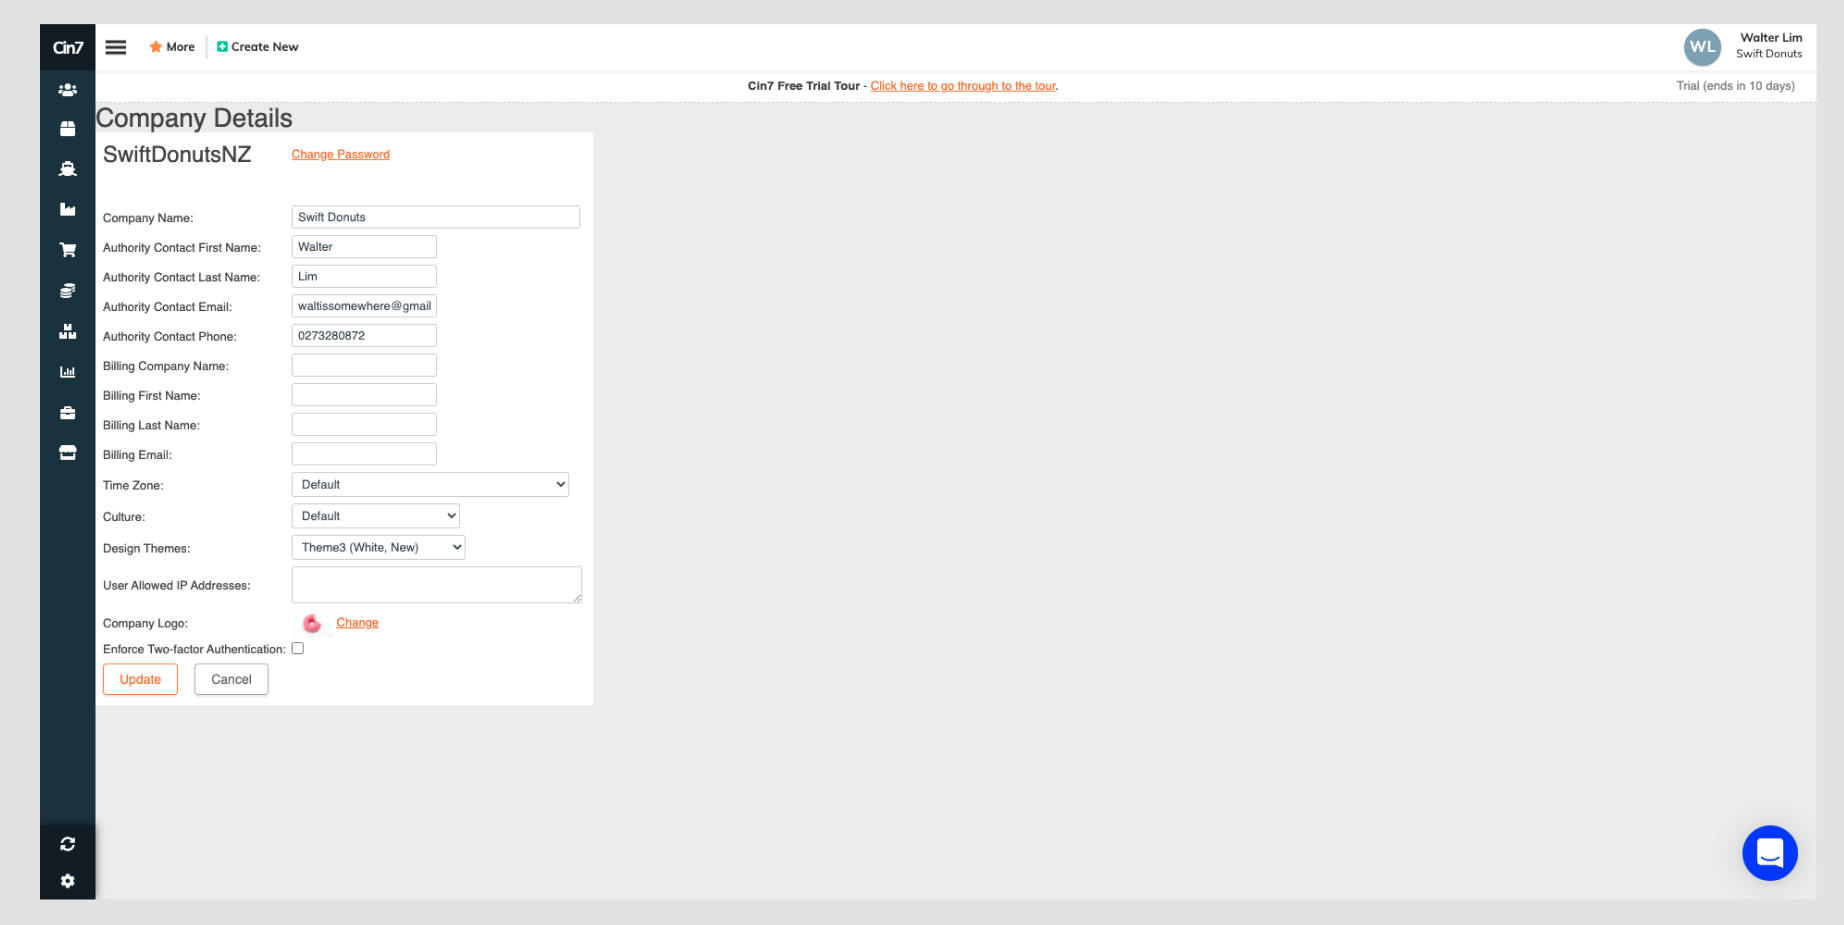 Cin7
More
Create New
WL
Walter Lim
Swift Donuts
Cin7 Free Trial Tour - Click here to go through to the tour.
Trial (ends in 10 days)
Company Details
SwiftDonutsNZ
Change Password
Company Name:
Swift Donuts
Authority Contact First Name:
Walter
Authority Contact Last Name:
Lim
Authority Contact Email:
waltissomewhere@gmail
Authority Contact Phone:
0273280872
Billing Company Name:
Billing First Name:
Billing Last Name:
Billing Email:
Time Zone:
Default
Culture:
Default
Design Themes:
Theme3 (White, New)
User Allowed IP Addresses:
Company Logo:
Change
Enforce Two-factor Authentication:
Update
Cancel